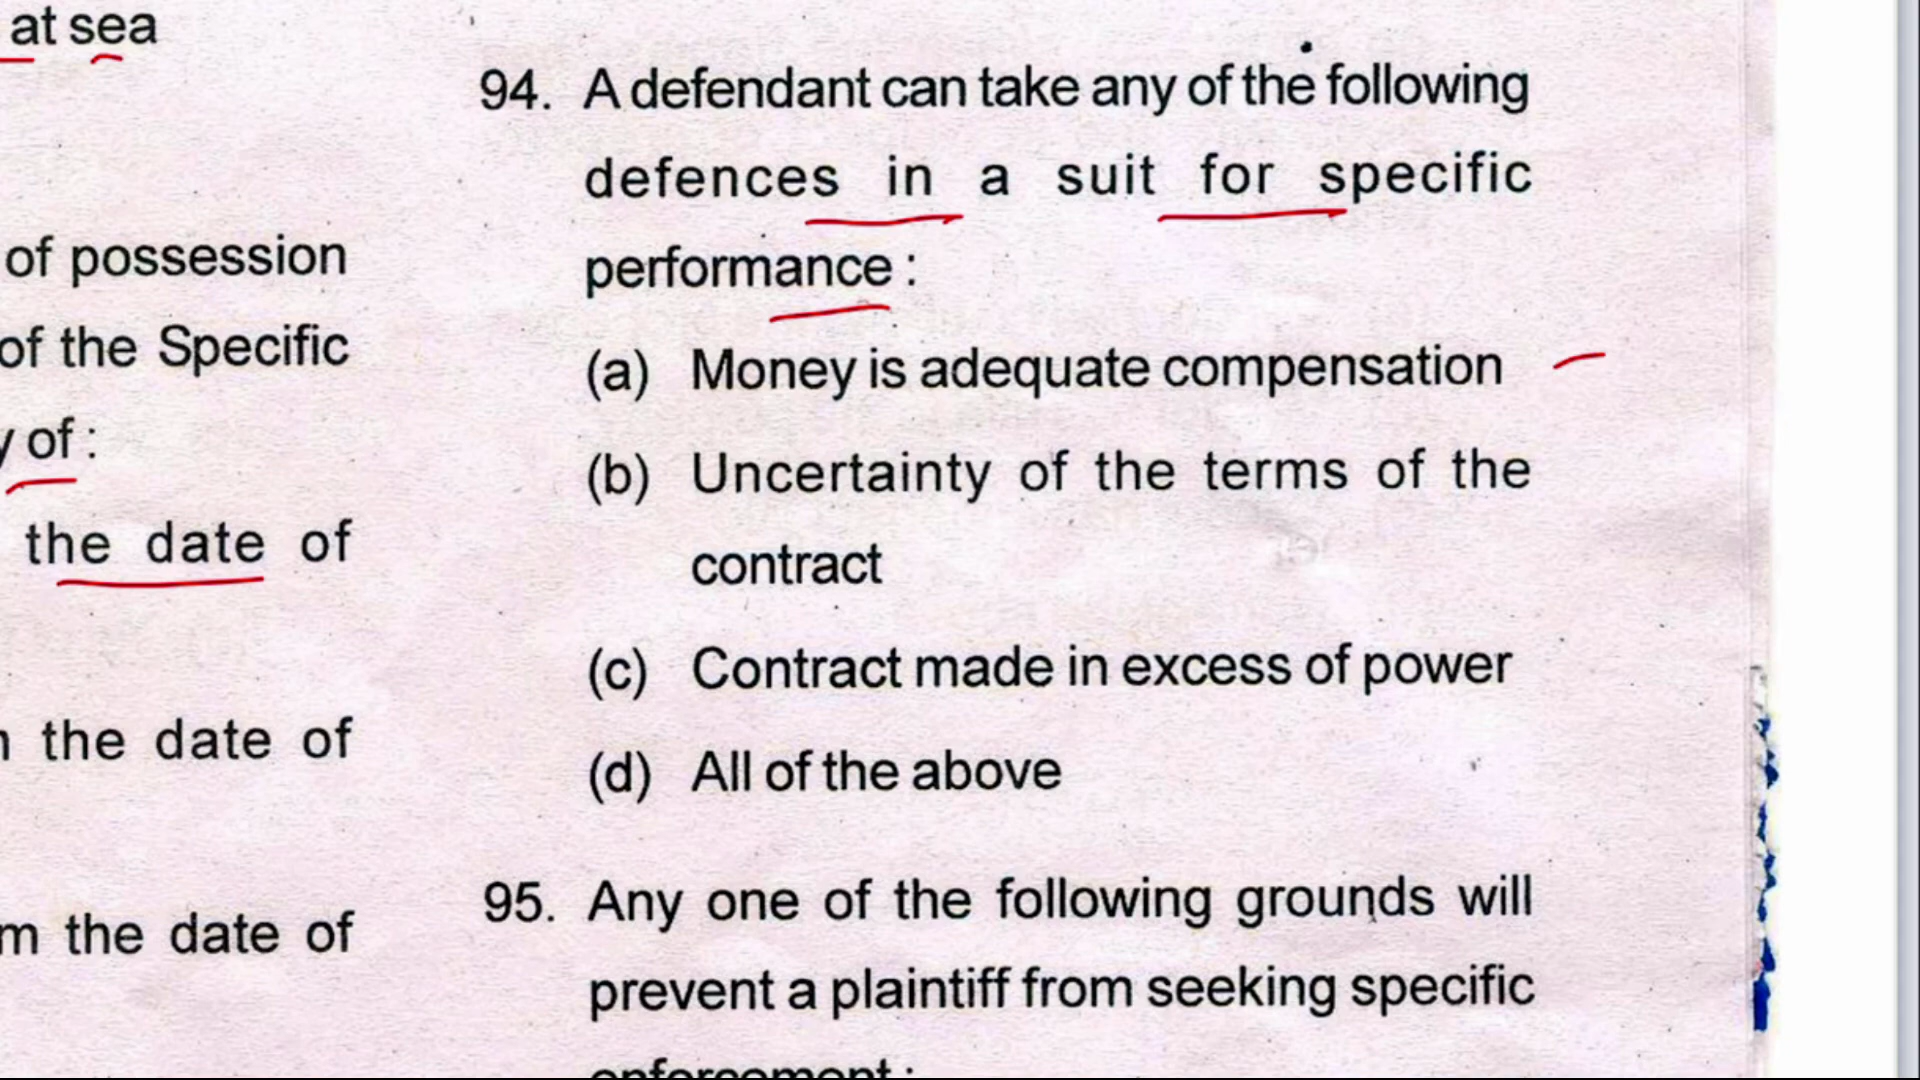 at sea
of possession
of the Specific
of :
the date of
the date of
the date of
94. A defendant can take any of the following
defences in a suit for specific
performance :
(a) Money is adequate compensation
(b) Uncertainty of the terms of the
contract
(c) Contract made in excess of power
(d) All of the above
95. Any one of the following grounds will
prevent a plaintiff from seeking specific
enforcement :